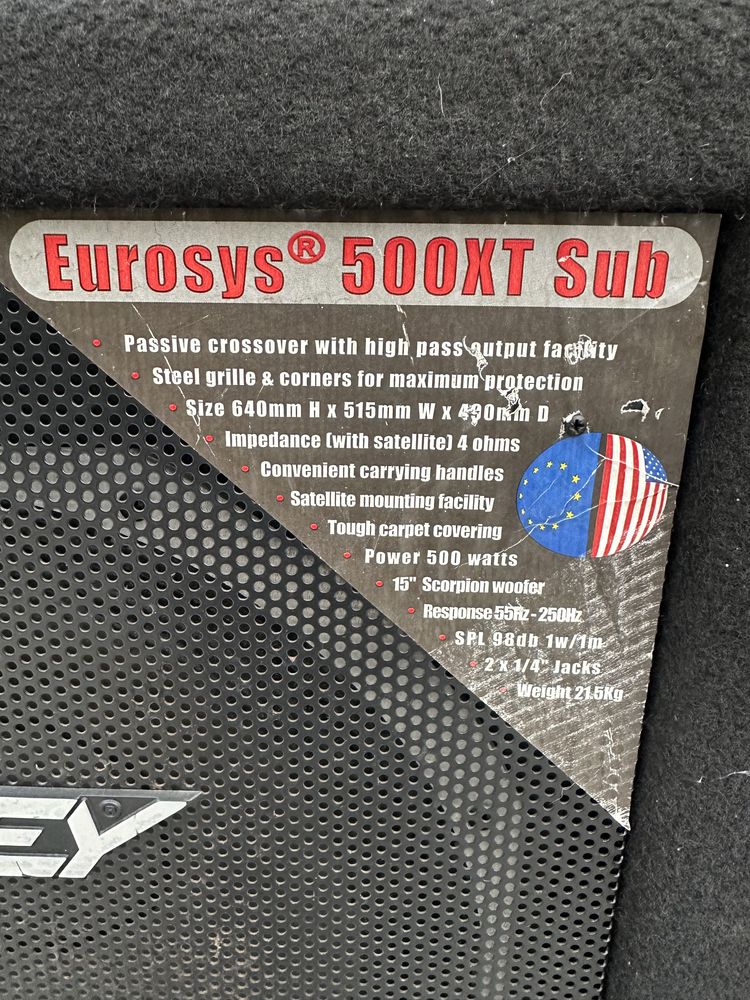 Eurosys® 500XT Sub
• Passive crossover with high pass output facility
• Steel grille & corners for maximum protection
• Size 640mm H x 515mm W x 490mm D
• Impedance (with satellite) 4 ohms
• Convenient carrying handles
• Satellite mounting facility
• Tough carpet covering
• Power 500 watts
• 15" Scorpion woofer
• Response 55Hz - 250Hz
• SPL 98db 1w/1m
• 2 x 1/4" Jacks
• Weight 21.5Kg
EY®